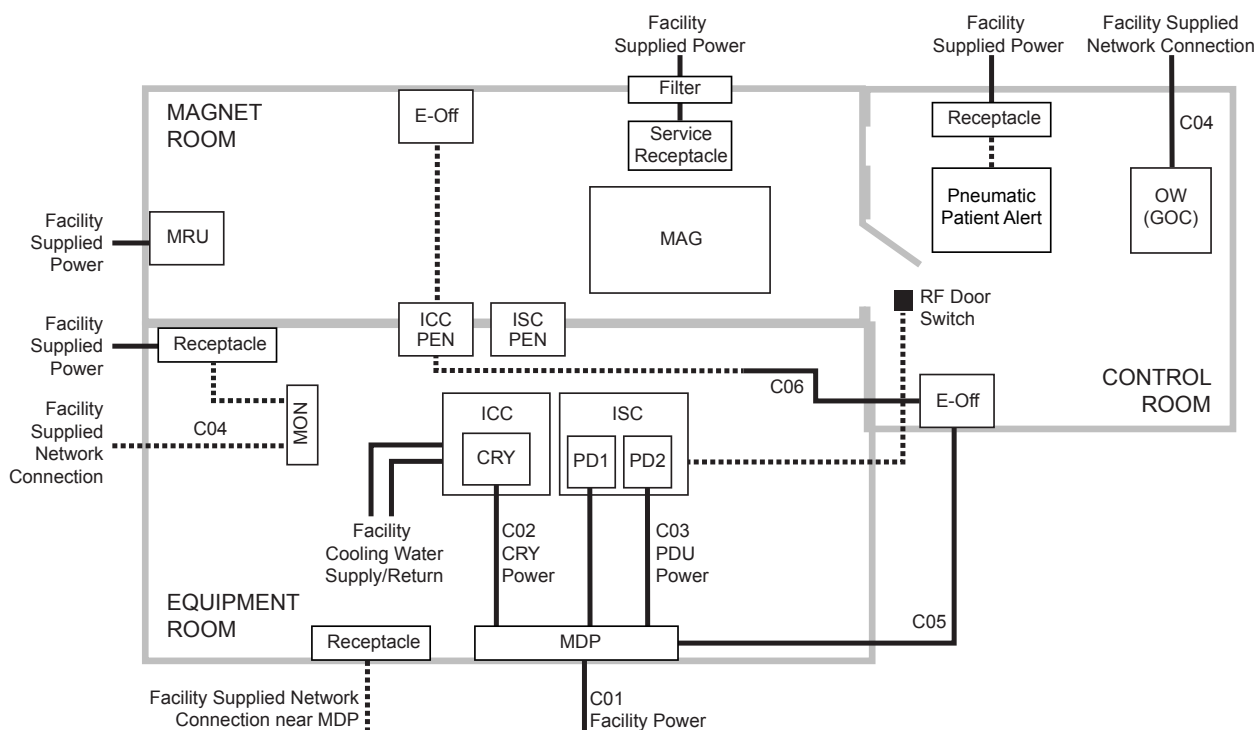 Facility
Supplied Power
Facility
Supplied Power
Facility Supplied
Network Connection
MAGNET
ROOM
E-Off
Filter
Service
Receptacle
Receptacle
C04
Pneumatic
Patient Alert
OW
(GOC)
Facility
Supplied
Power
MRU
MAG
RF Door
Switch
ICC
PEN
ISC
PEN
Facility
Supplied
Power
Receptacle
C06
CONTROL
ROOM
E-Off
Facility
Supplied
Network
Connection
C04
MON
ICC
CRY
ISC
PD1
PD2
Facility
Cooling Water
Supply/Return
C02
CRY
Power
C03
PDU
Power
EQUIPMENT
ROOM
Receptacle
MDP
C05
Facility Supplied Network
Connection near MDP
C01
Facility Power